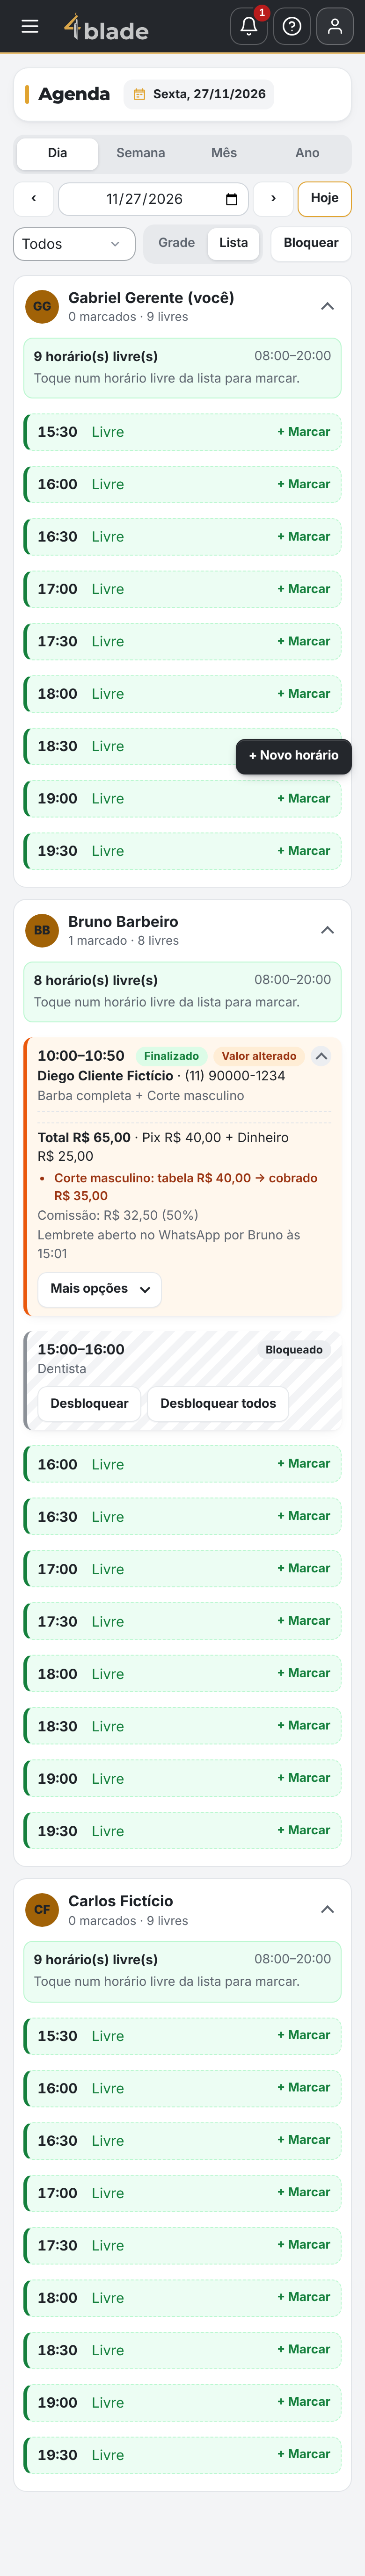 4blade
1
Agenda
Sexta, 27/11/2026
Dia
Semana
Mês
Ano
‹
11/27/2026
›
Hoje
Todos
Grade
Lista
Bloquear
GG
Gabriel Gerente (você)
0 marcados · 9 livres
9 horário(s) livre(s)
08:00–20:00
Toque num horário livre da lista para marcar.
15:30 Livre + Marcar
16:00 Livre + Marcar
16:30 Livre + Marcar
17:00 Livre + Marcar
17:30 Livre + Marcar
18:00 Livre + Marcar
18:30 Livre
+ Novo horário
19:00 Livre + Marcar
19:30 Livre + Marcar
BB
Bruno Barbeiro
1 marcado · 8 livres
8 horário(s) livre(s)
08:00–20:00
Toque num horário livre da lista para marcar.
10:00–10:50 Finalizado Valor alterado
Diego Cliente Fictício · (11) 90000-1234
Barba completa + Corte masculino
Total R$ 65,00 · Pix R$ 40,00 + Dinheiro
R$ 25,00
• Corte masculino: tabela R$ 40,00 → cobrado
R$ 35,00
Comissão: R$ 32,50 (50%)
Lembrete aberto no WhatsApp por Bruno às
15:01
Mais opções
15:00–16:00 Bloqueado
Dentista
Desbloquear
Desbloquear todos
16:00 Livre + Marcar
16:30 Livre + Marcar
17:00 Livre + Marcar
17:30 Livre + Marcar
18:00 Livre + Marcar
18:30 Livre + Marcar
19:00 Livre + Marcar
19:30 Livre + Marcar
CF
Carlos Fictício
0 marcados · 9 livres
9 horário(s) livre(s)
08:00–20:00
Toque num horário livre da lista para marcar.
15:30 Livre + Marcar
16:00 Livre + Marcar
16:30 Livre + Marcar
17:00 Livre + Marcar
17:30 Livre + Marcar
18:00 Livre + Marcar
18:30 Livre + Marcar
19:00 Livre + Marcar
19:30 Livre + Marcar